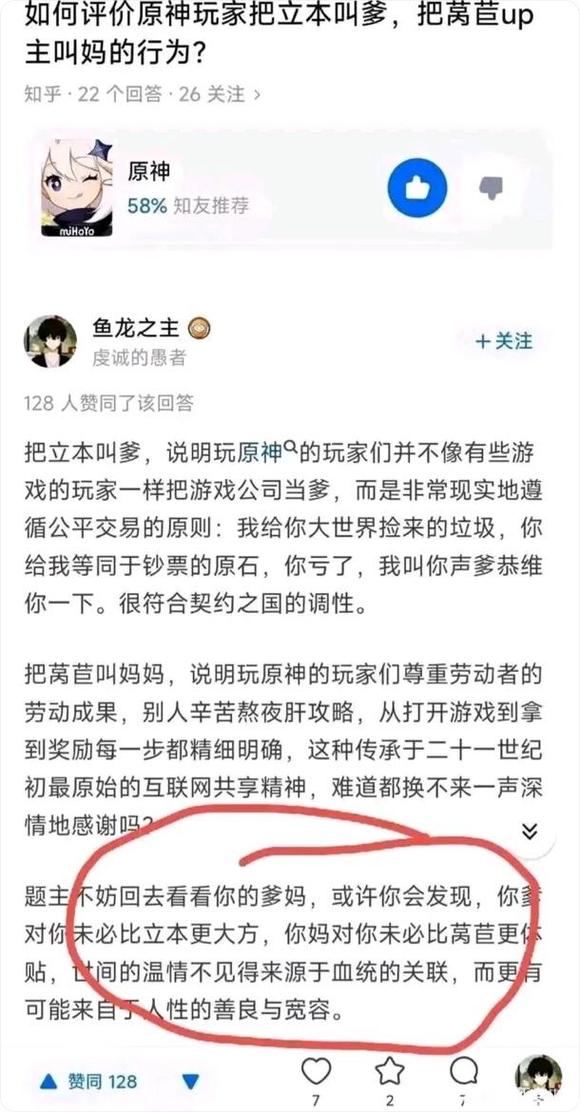 如何评价原神玩家把立本叫爹，把莴苣up
主叫妈的行为？
知乎 · 22 个回答 · 26 关注 >
原神
58% 知友推荐
miHoYo
鱼龙之主
虔诚的愚者
+关注
128 人赞同了该回答
把立本叫爹，说明玩原神的玩家们并不像有些游
戏的玩家一样把游戏公司当爹，而是非常现实地遵
循公平交易的原则：我给你大世界捡来的垃圾，你
给我等同于钞票的原石，你亏了，我叫你声爹恭维
你一下。很符合契约之国的调性。
把莴苣叫妈妈，说明玩原神的玩家们尊重劳动者的
劳动成果，别人辛苦熬夜肝攻略，从打开游戏到拿
到奖励每一步都精细明确，这种传承于二十一世纪
初最原始的互联网共享精神，难道都换不来一声深
情地感谢吗？
题主不妨回去看看你的爹妈，或许你会发现，你爹
对你未必比立本更大方，你妈对你未必比莴苣更体
贴，世间的温情不见得来源于血统的关联，而更有
可能来自于人性的善良与宽容。
赞同 128
7
2
7